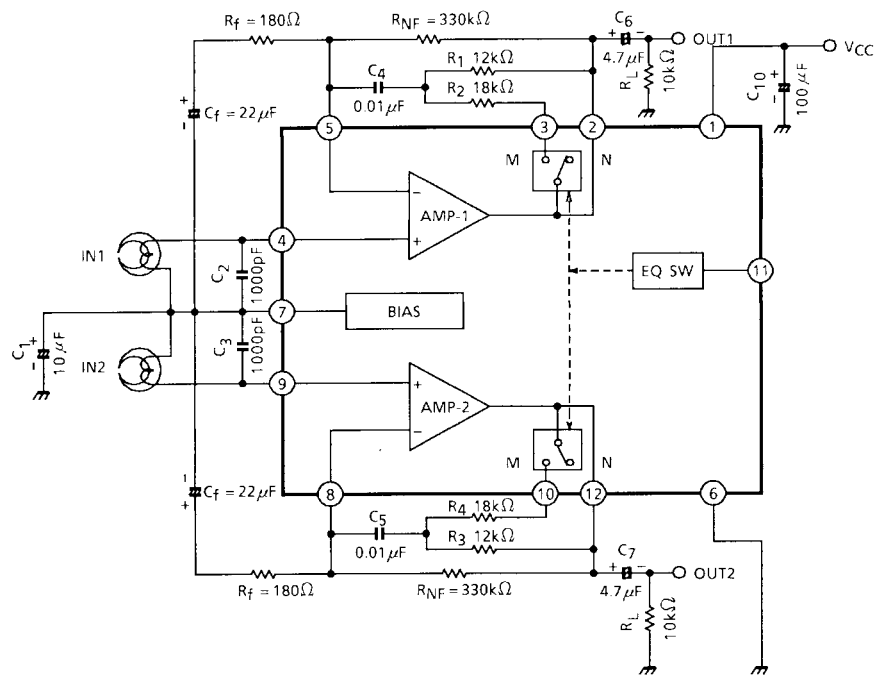 Rf = 180Ω
RNF = 330kΩ
C6
+ −
4.7μF
OUT1
RL
10kΩ
VCC
C10
+
-
100μF
R1 12kΩ
R2 18kΩ
C4
0.01μF
+
-
Cf = 22μF
5
3
2
1
M
N
−
AMP-1
+
IN1
4
C2
1000pF
EQ SW
11
7
BIAS
C1
+
-
10μF
C3
1000pF
IN2
9
+
AMP-2
−
M
N
-
+
Cf = 22μF
8
10
12
6
R4 18kΩ
R3 12kΩ
C5
0.01μF
C7
+ −
4.7μF
OUT2
Rf = 180Ω
RNF = 330kΩ
RL
10kΩ